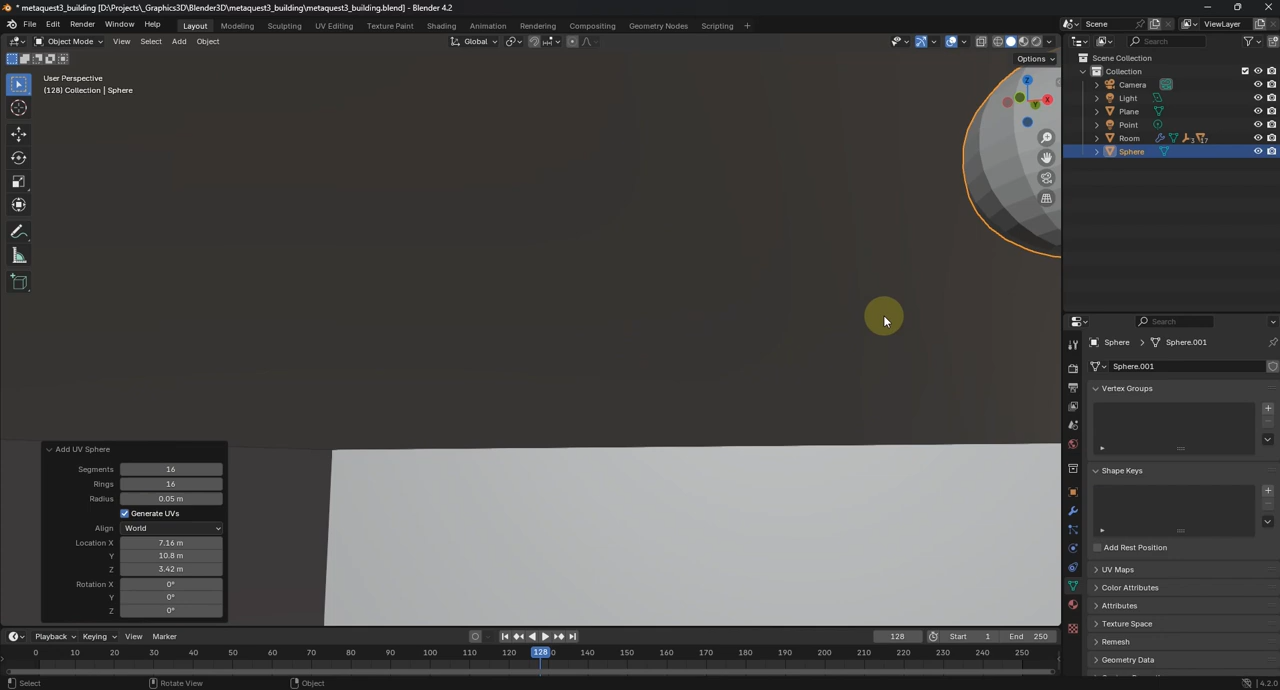 * metaquest3_building [D:\Projects\_Graphics3D\Blender3D\metaquest3_building\metaquest3_building.blend] - Blender 4.2
File Edit Render Window Help Layout Modeling Sculpting UV Editing Texture Paint Shading Animation Rendering Compositing Geometry Nodes Scripting + Scene ViewLayer
Object Mode View Select Add Object Global Search
Options
User Perspective
(128) Collection | Sphere
Scene Collection
Collection
Camera
Light
Plane
Point
Room 3 17
Sphere
Z
X
Y
Search
Sphere Sphere.001
Sphere.001
Vertex Groups
Shape Keys
Add Rest Position
UV Maps
Color Attributes
Attributes
Texture Space
Remesh
Geometry Data
Add UV Sphere
Segments 16
Rings 16
Radius 0.05 m
Generate UVs
Align World
Location X 7.16 m
Y 10.8 m
Z 3.42 m
Rotation X 0°
Y 0°
Z 0°
Playback Keying View Marker 128 Start 1 End 250
0 10 20 30 40 50 60 70 80 90 100 110 120 128 140 150 160 170 180 190 200 210 220 230 240 250
Select Rotate View Object 4.2.0